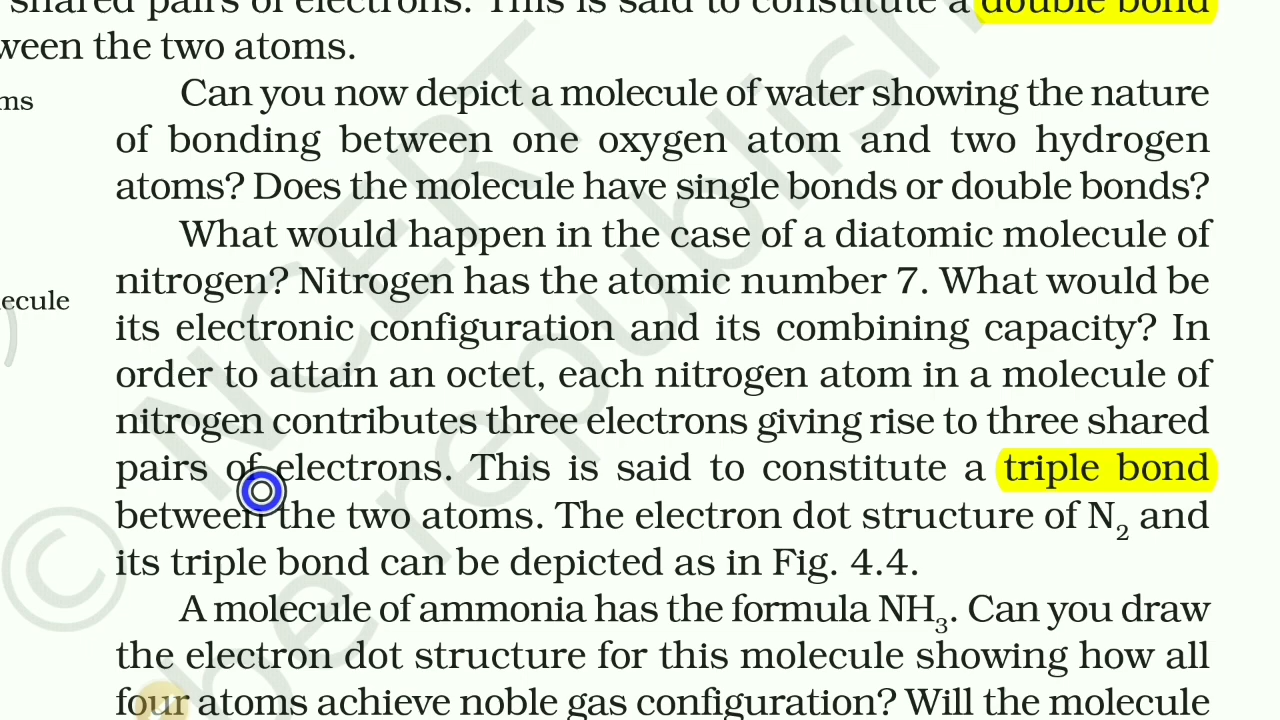 shared pairs of electrons. This is said to constitute a double bond
ween the two atoms.
ms
Can you now depict a molecule of water showing the nature
of bonding between one oxygen atom and two hydrogen
atoms? Does the molecule have single bonds or double bonds?
What would happen in the case of a diatomic molecule of
nitrogen? Nitrogen has the atomic number 7. What would be
lecule
its electronic configuration and its combining capacity? In
order to attain an octet, each nitrogen atom in a molecule of
nitrogen contributes three electrons giving rise to three shared
pairs of electrons. This is said to constitute a triple bond
between the two atoms. The electron dot structure of N₂ and
its triple bond can be depicted as in Fig. 4.4.
A molecule of ammonia has the formula NH₃. Can you draw
the electron dot structure for this molecule showing how all
four atoms achieve noble gas configuration? Will the molecule
© NCERT
be republish